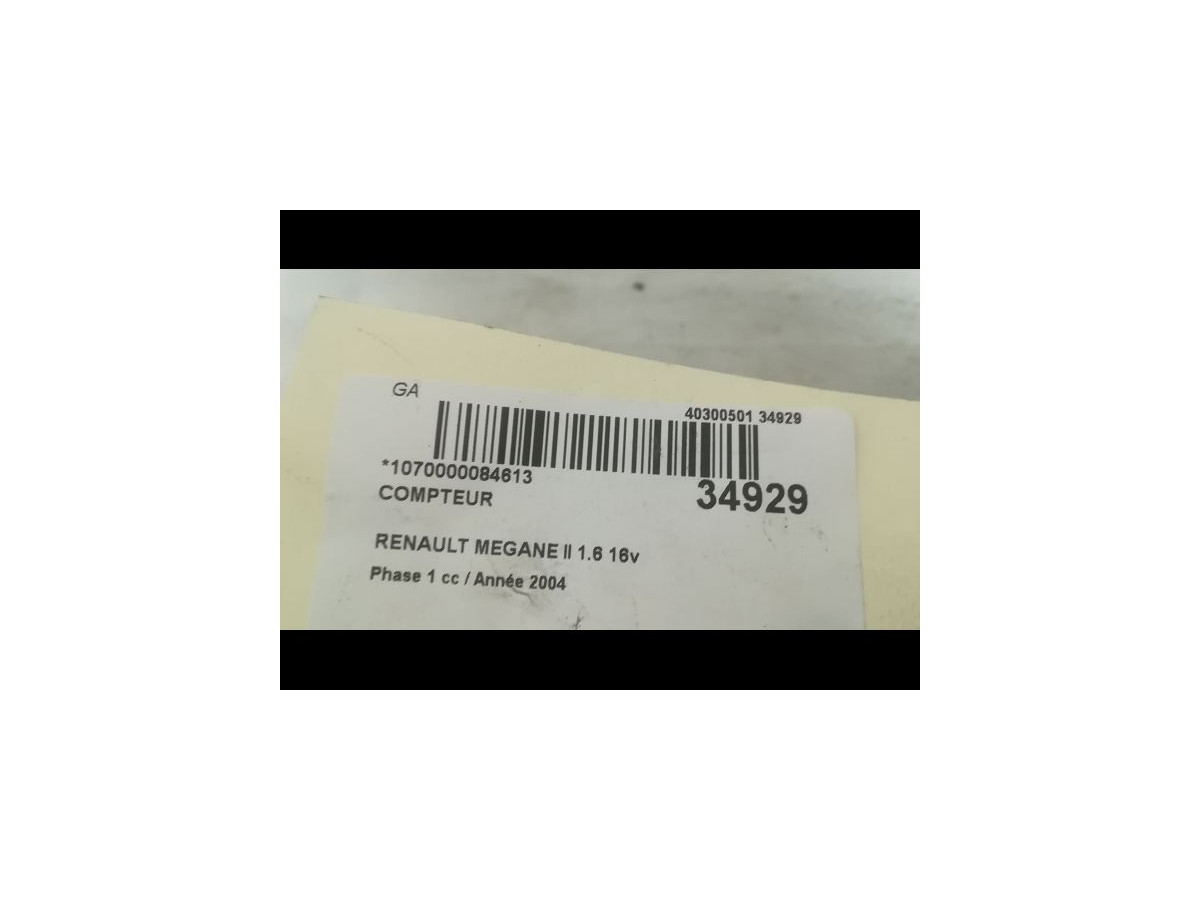 GA
40300501 34929
*1070000084613
34929
COMPTEUR
RENAULT MEGANE II 1.6 16v
Phase 1 cc / Année 2004